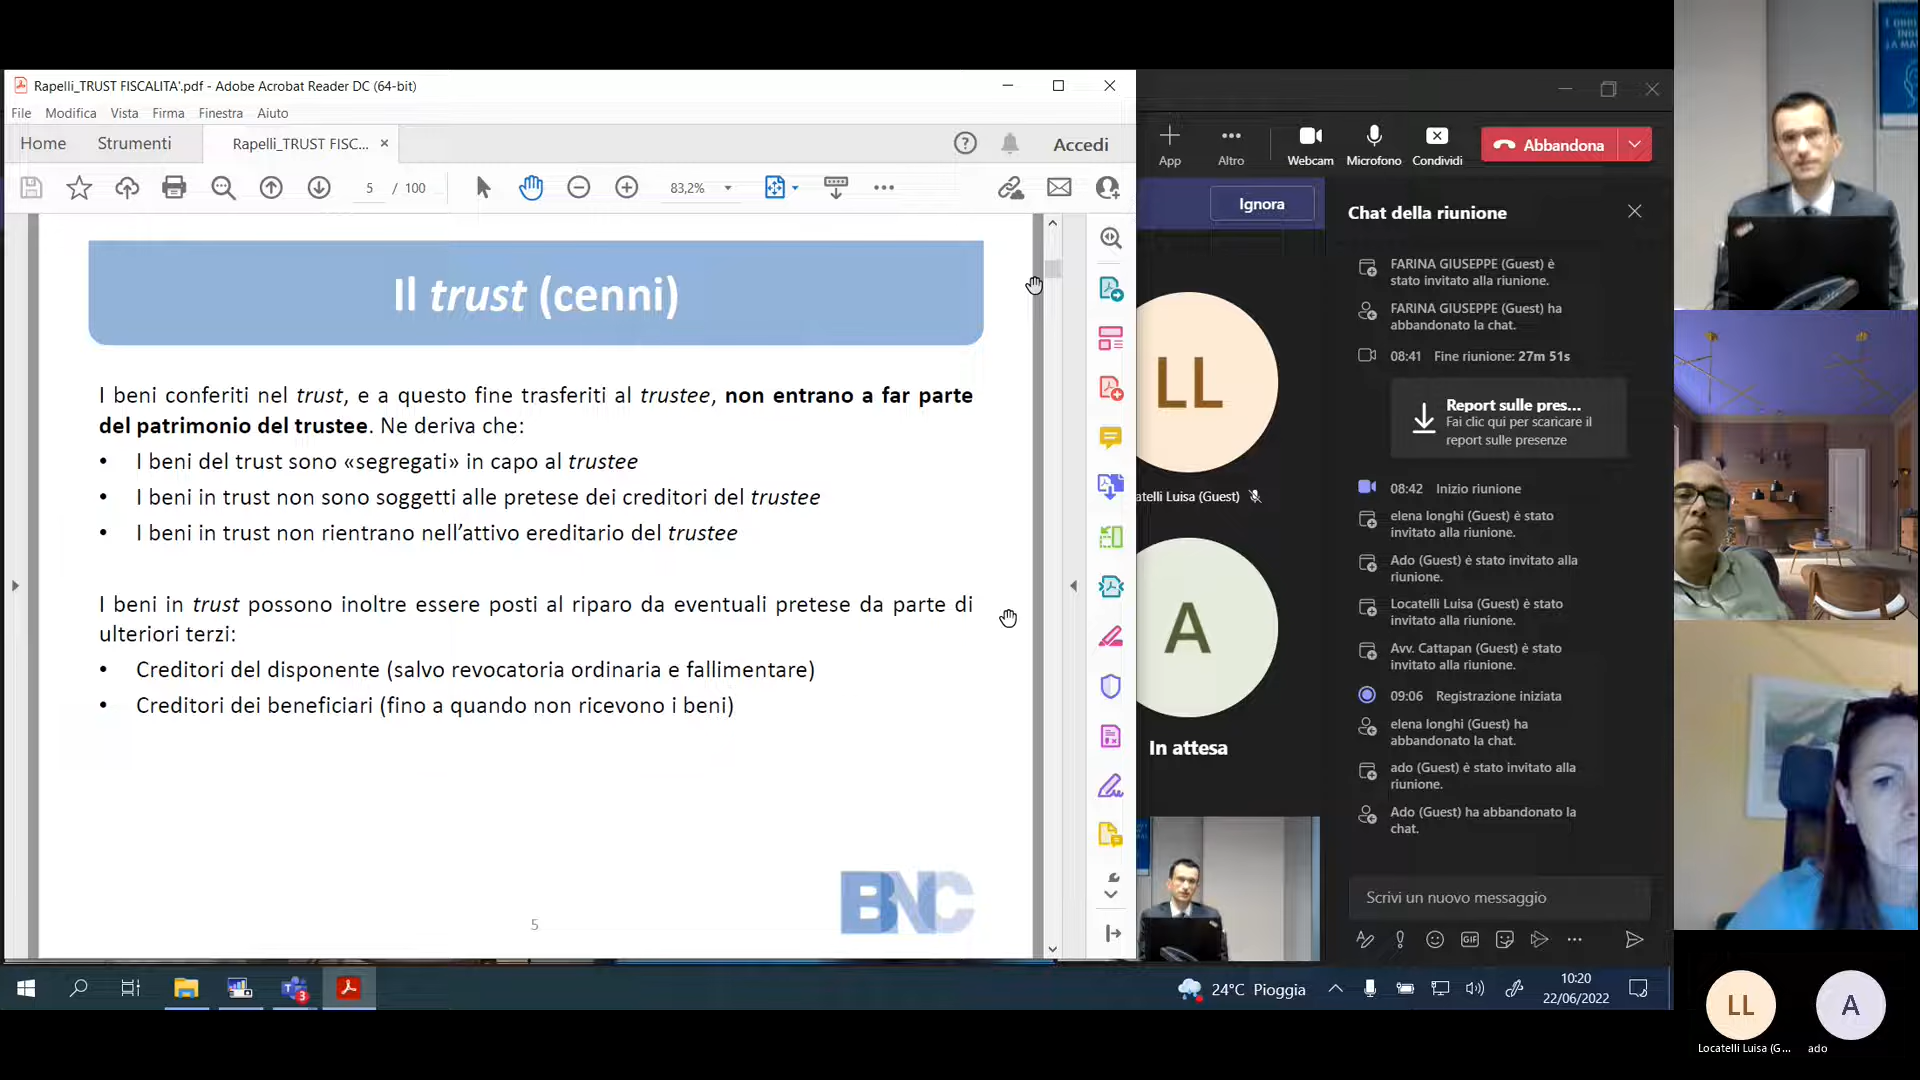 Rapelli_TRUST FISCALITA'.pdf - Adobe Acrobat Reader DC (64-bit)
File Modifica Vista Firma Finestra Aiuto
Home Strumenti Rapelli_TRUST FISC... Accedi
5 / 100 83,2%
Il trust (cenni)
I beni conferiti nel trust, e a questo fine trasferiti al trustee, non entrano a far parte
del patrimonio del trustee. Ne deriva che:
• I beni del trust sono «segregati» in capo al trustee
• I beni in trust non sono soggetti alle pretese dei creditori del trustee
• I beni in trust non rientrano nell'attivo ereditario del trustee
I beni in trust possono inoltre essere posti al riparo da eventuali pretese da parte di
ulteriori terzi:
• Creditori del disponente (salvo revocatoria ordinaria e fallimentare)
• Creditori dei beneficiari (fino a quando non ricevono i beni)
5
BNC
App Altro Webcam Microfono Condividi Abbandona
Ignora
LL
atelli Luisa (Guest)
A
In attesa
Chat della riunione
FARINA GIUSEPPE (Guest) è
stato invitato alla riunione.
FARINA GIUSEPPE (Guest) ha
abbandonato la chat.
08:41 Fine riunione: 27m 51s
Report sulle pres...
Fai clic qui per scaricare il
report sulle presenze
08:42 Inizio riunione
elena longhi (Guest) è stato
invitato alla riunione.
Ado (Guest) è stato invitato alla
riunione.
Locatelli Luisa (Guest) è stato
invitato alla riunione.
Avv. Cattapan (Guest) è stato
invitato alla riunione.
09:06 Registrazione iniziata
elena longhi (Guest) ha
abbandonato la chat.
ado (Guest) è stato invitato alla
riunione.
Ado (Guest) ha abbandonato la
chat.
Scrivi un nuovo messaggio
GIF
3
24°C Pioggia
10:20
22/06/2022
LL
Locatelli Luisa (G...
A
ado